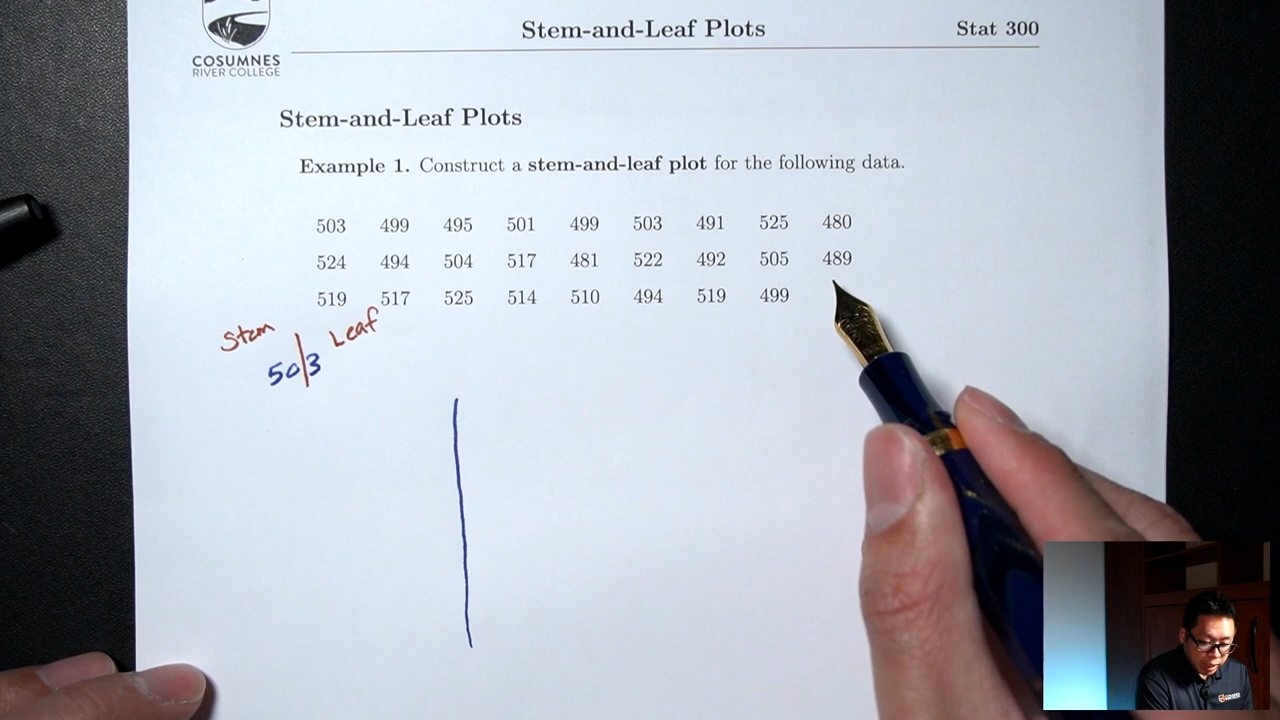 Stem-and-Leaf Plots Stat 300
COSUMNES
RIVER COLLEGE
Stem-and-Leaf Plots
Example 1. Construct a stem-and-leaf plot for the following data.
503 499 495 501 499 503 491 525 480
524 494 504 517 481 522 492 505 489
519 517 525 514 510 494 519 499
Stem Leaf
50|3